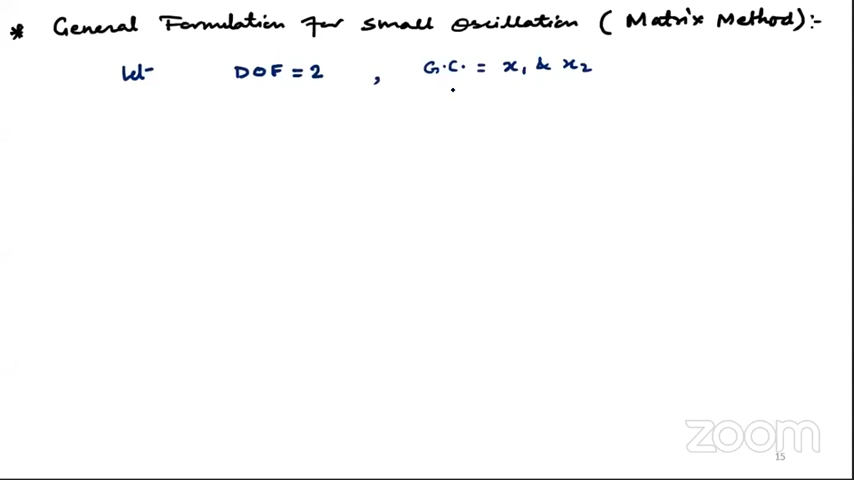 * General Formulation for Small Oscillation ( Matrix Method):-
let DOF = 2 , G.C. = x₁ & x₂
zoom
15